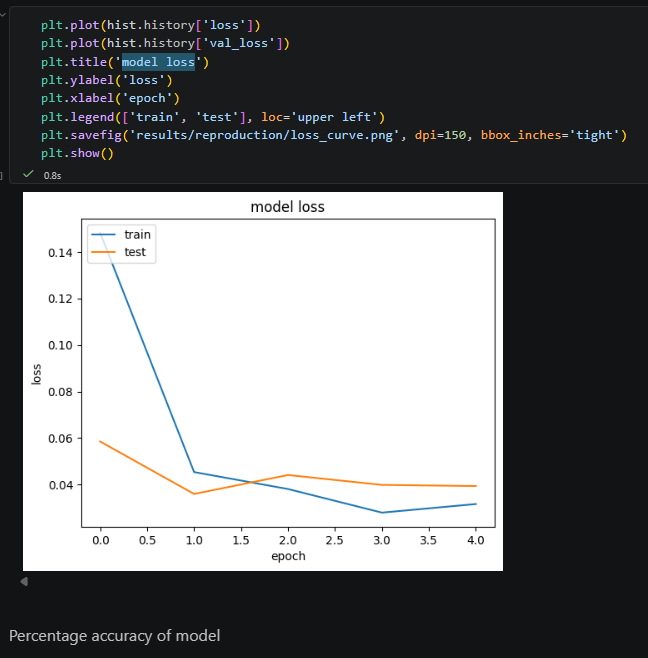 plt.plot(hist.history['loss'])
plt.plot(hist.history['val_loss'])
plt.title('model loss')
plt.ylabel('loss')
plt.xlabel('epoch')
plt.legend(['train', 'test'], loc='upper left')
plt.savefig('results/reproduction/loss_curve.png', dpi=150, bbox_inches='tight')
plt.show()
] ✓ 0.8s
model loss
train
test
0.14
0.12
0.10
0.08
0.06
0.04
loss
0.0 0.5 1.0 1.5 2.0 2.5 3.0 3.5 4.0
epoch
Percentage accuracy of model